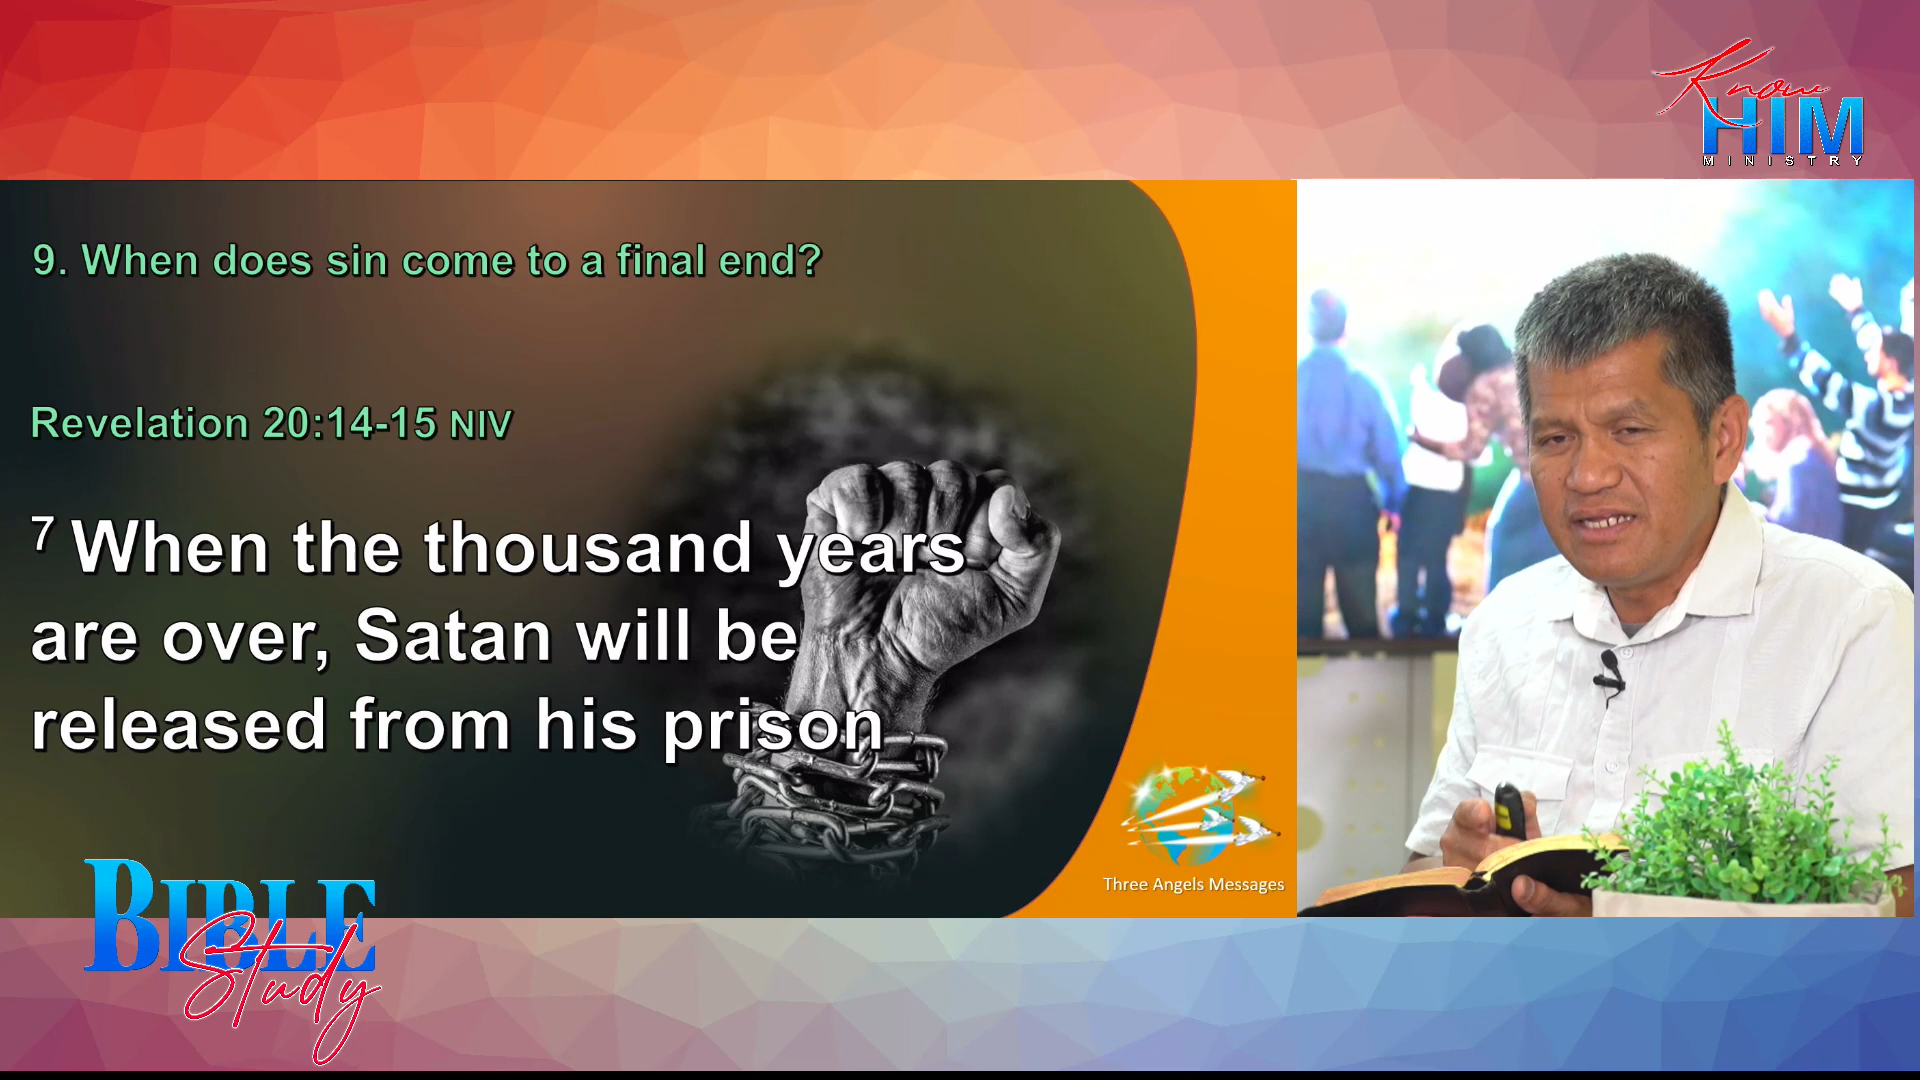 Know
HIM
MINISTRY
9. When does sin come to a final end?
Revelation 20:14-15 NIV
7 When the thousand years
are over, Satan will be
released from his prison
Three Angels Messages
BIBLE
Study